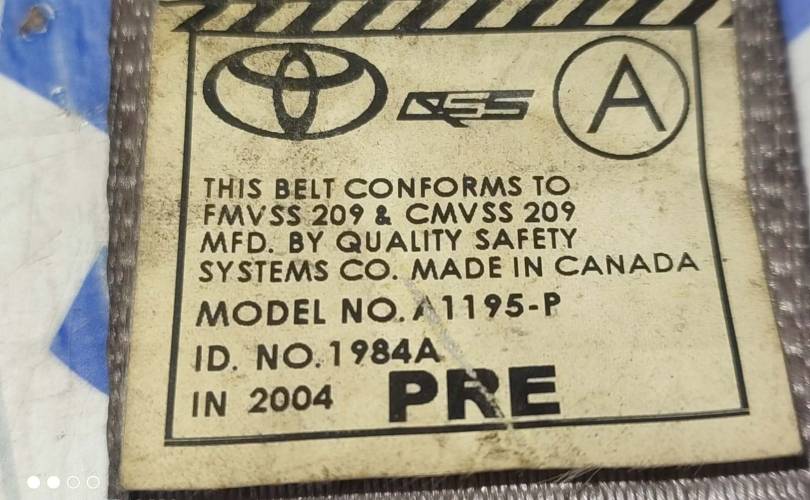 QSS A
THIS BELT CONFORMS TO
FMVSS 209 & CMVSS 209
MFD. BY QUALITY SAFETY
SYSTEMS CO. MADE IN CANADA
MODEL NO. A1195-P
ID. NO. 1984A
IN 2004 PRE